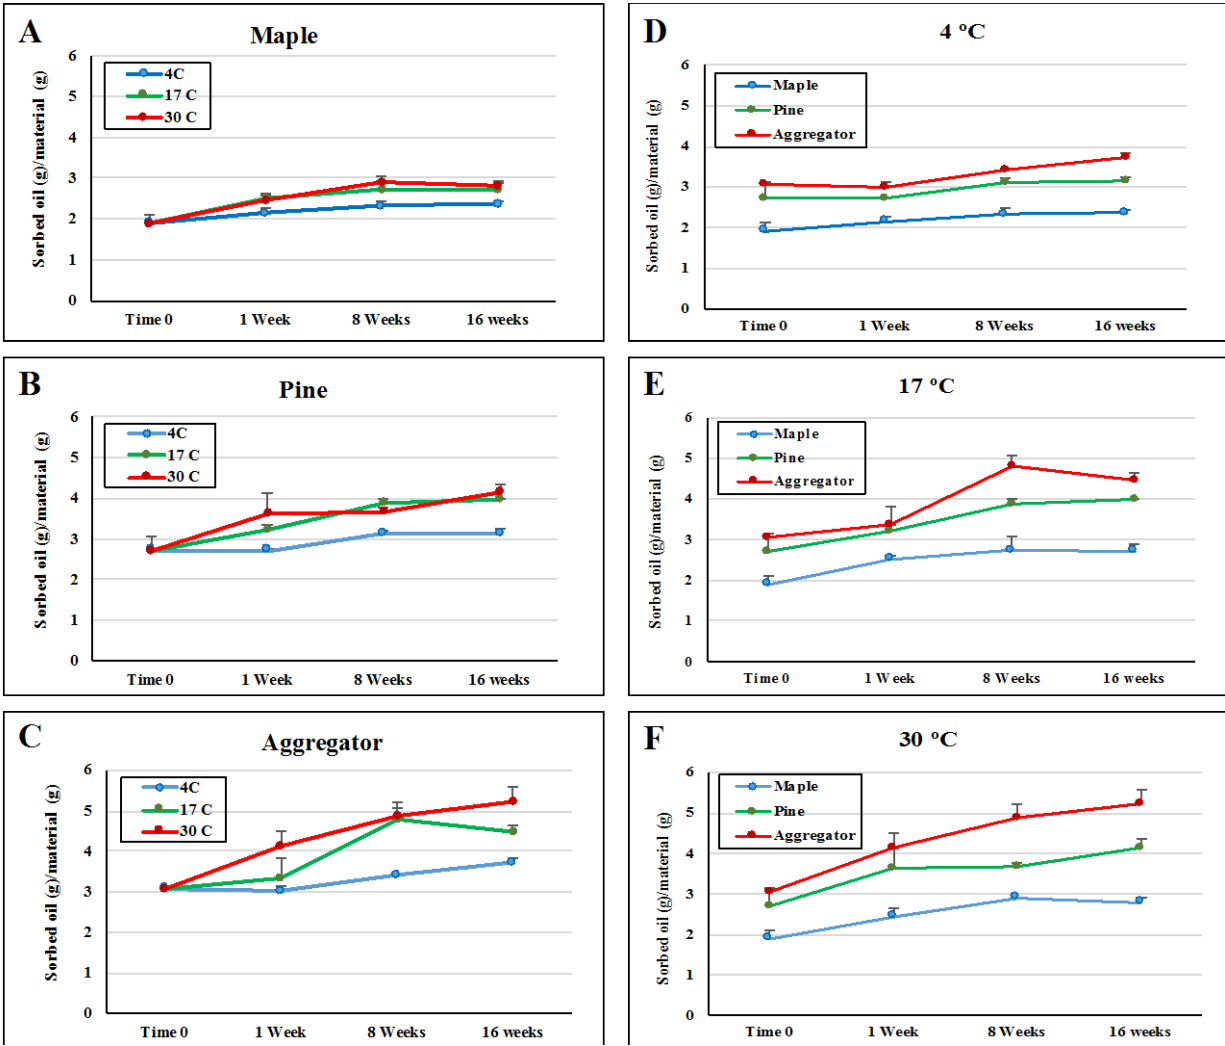 A
Maple
Sorbed oil (g)/material (g)
6
5
4
3
2
1
0
4C
17 C
30 C
Time 0
1 Week
8 Weeks
16 weeks
B
Pine
Sorbed oil (g)/material (g)
6
5
4
3
2
1
0
4C
17 C
30 C
Time 0
1 Week
8 Weeks
16 weeks
C
Aggregator
Sorbed oil (g)/material (g)
6
5
4
3
2
1
0
4C
17 C
30 C
Time 0
1 Week
8 Weeks
16 weeks
D
4 ºC
Sorbed oil (g)/material (g)
6
5
4
3
2
1
0
Maple
Pine
Aggregator
Time 0
1 Week
8 Weeks
16 weeks
E
17 ºC
Sorbed oil (g)/material (g)
6
5
4
3
2
1
0
Maple
Pine
Aggregator
Time 0
1 Week
8 Weeks
16 weeks
F
30 ºC
Sorbed oil (g)/material (g)
6
5
4
3
2
1
0
Maple
Pine
Aggregator
Time 0
1 Week
8 Weeks
16 weeks